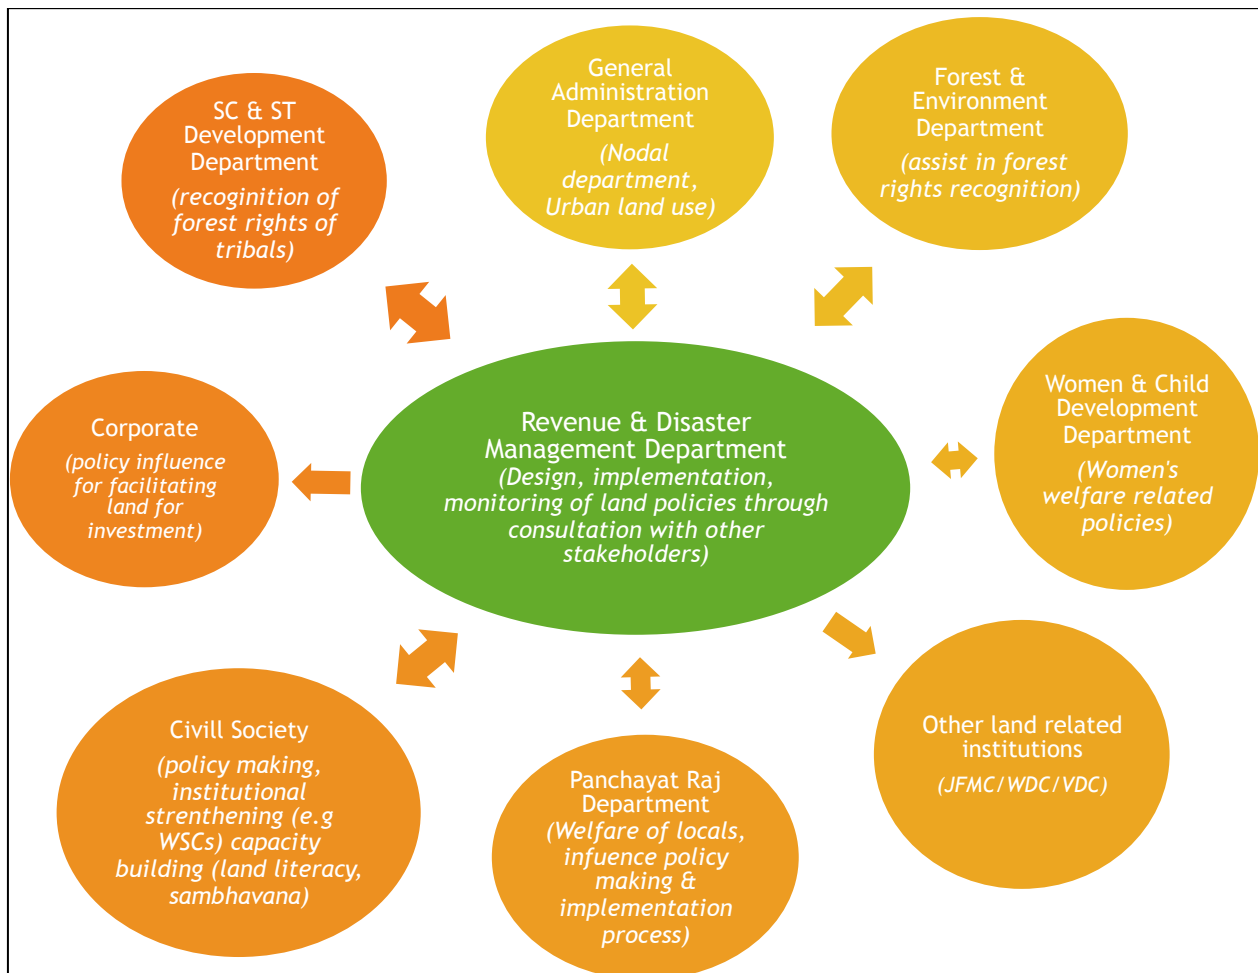 SC & ST
Development
Department
(recoginition of
forest rights of
tribals)
General
Administration
Department
(Nodal
department,
Urban land use)
Forest &
Environment
Department
(assist in forest
rights recognition)
Corporate
(policy influence
for facilitating
land for
investment)
Revenue & Disaster
Management Department
(Design, implementation,
monitoring of land policies through
consultation with other
stakeholders)
Women & Child
Development
Department
(Women's
welfare related
policies)
Civill Society
(policy making,
institutional
strenthening (e.g
WSCs) capacity
building (land literacy,
sambhavana)
Panchayat Raj
Department
(Welfare of locals,
infuence policy
making &
implementation
process)
Other land related
institutions
(JFMC/WDC/VDC)